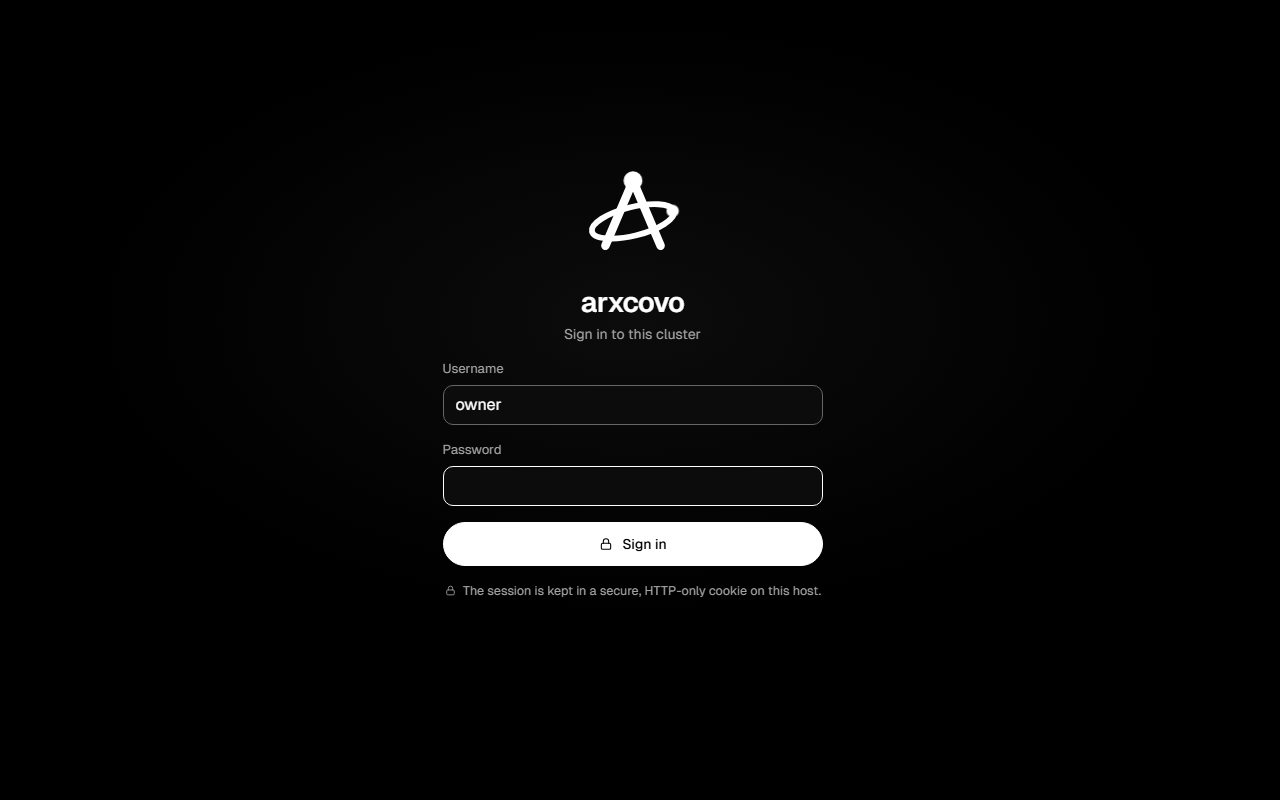 arxcovo
Sign in to this cluster
Username
owner
Password
Sign in
The session is kept in a secure, HTTP-only cookie on this host.